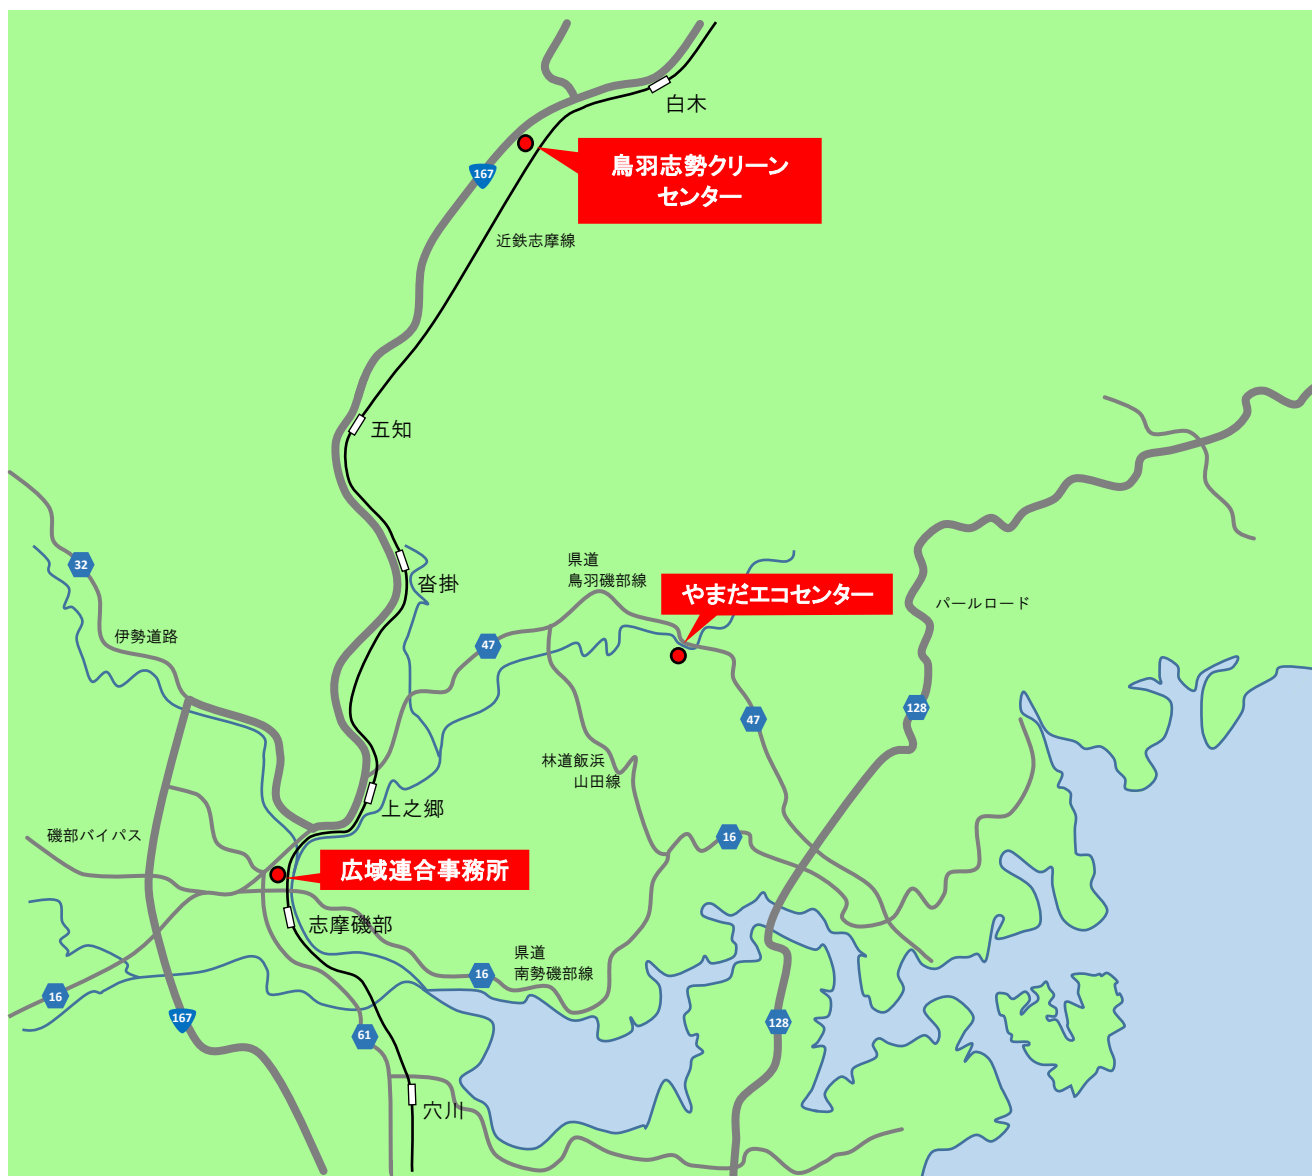 白木
鳥羽志勢クリーン
センター
167
近鉄志摩線
五知
32
沓掛
県道
鳥羽磯部線
やまだエコセンター
パールロード
伊勢道路
47
128
47
林道飯浜
山田線
上之郷
磯部バイパス
16
広域連合事務所
志摩磯部
県道
南勢磯部線
16
16
167
61
128
穴川